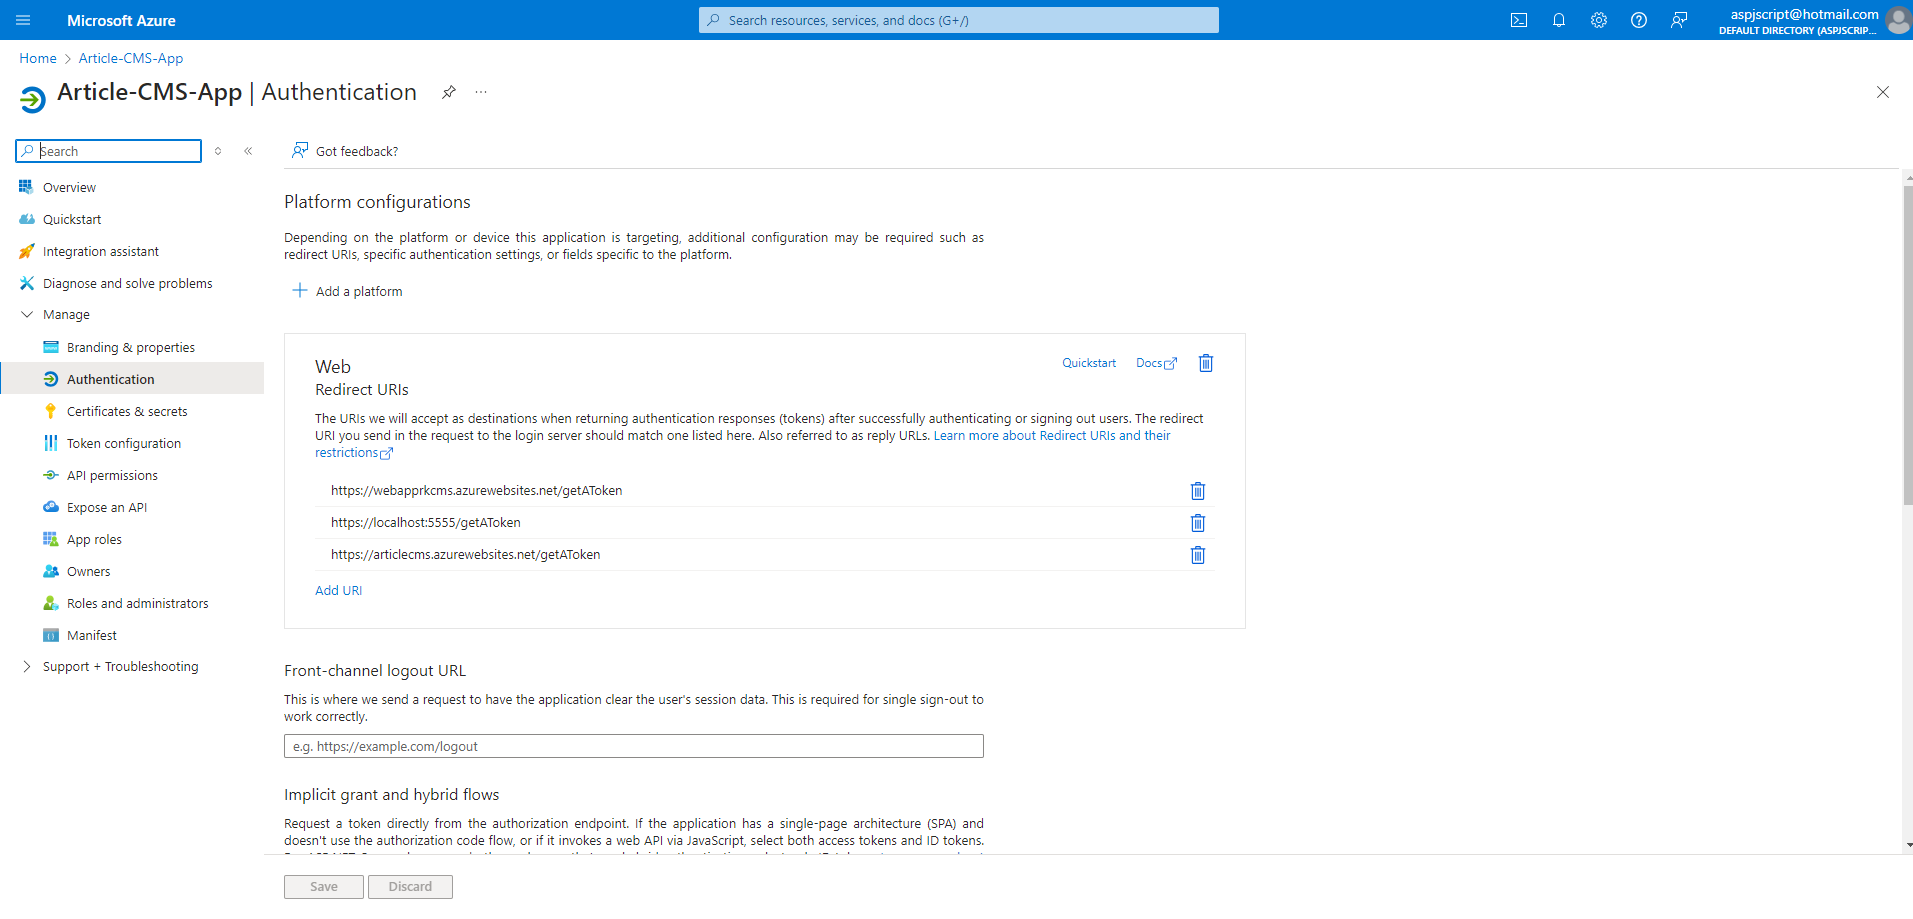 Microsoft Azure
Search resources, services, and docs (G+/)
aspjscript@hotmail.com
DEFAULT DIRECTORY (ASPJSCRIP...
Home > Article-CMS-App
Article-CMS-App | Authentication
Search
Got feedback?
Overview
Quickstart
Integration assistant
Diagnose and solve problems
Manage
Branding & properties
Authentication
Certificates & secrets
Token configuration
API permissions
Expose an API
App roles
Owners
Roles and administrators
Manifest
Support + Troubleshooting
Platform configurations
Depending on the platform or device this application is targeting, additional configuration may be required such as
redirect URIs, specific authentication settings, or fields specific to the platform.
Add a platform
Web
Quickstart
Docs
Redirect URIs
The URIs we will accept as destinations when returning authentication responses (tokens) after successfully authenticating or signing out users. The redirect
URI you send in the request to the login server should match one listed here. Also referred to as reply URLs. Learn more about Redirect URIs and their
restrictions
https://webapprkcms.azurewebsites.net/getAToken
https://localhost:5555/getAToken
https://articlecms.azurewebsites.net/getAToken
Add URI
Front-channel logout URL
This is where we send a request to have the application clear the user's session data. This is required for single sign-out to
work correctly.
e.g. https://example.com/logout
Implicit grant and hybrid flows
Request a token directly from the authorization endpoint. If the application has a single-page architecture (SPA) and
doesn't use the authorization code flow, or if it invokes a web API via JavaScript, select both access tokens and ID tokens.
Save
Discard